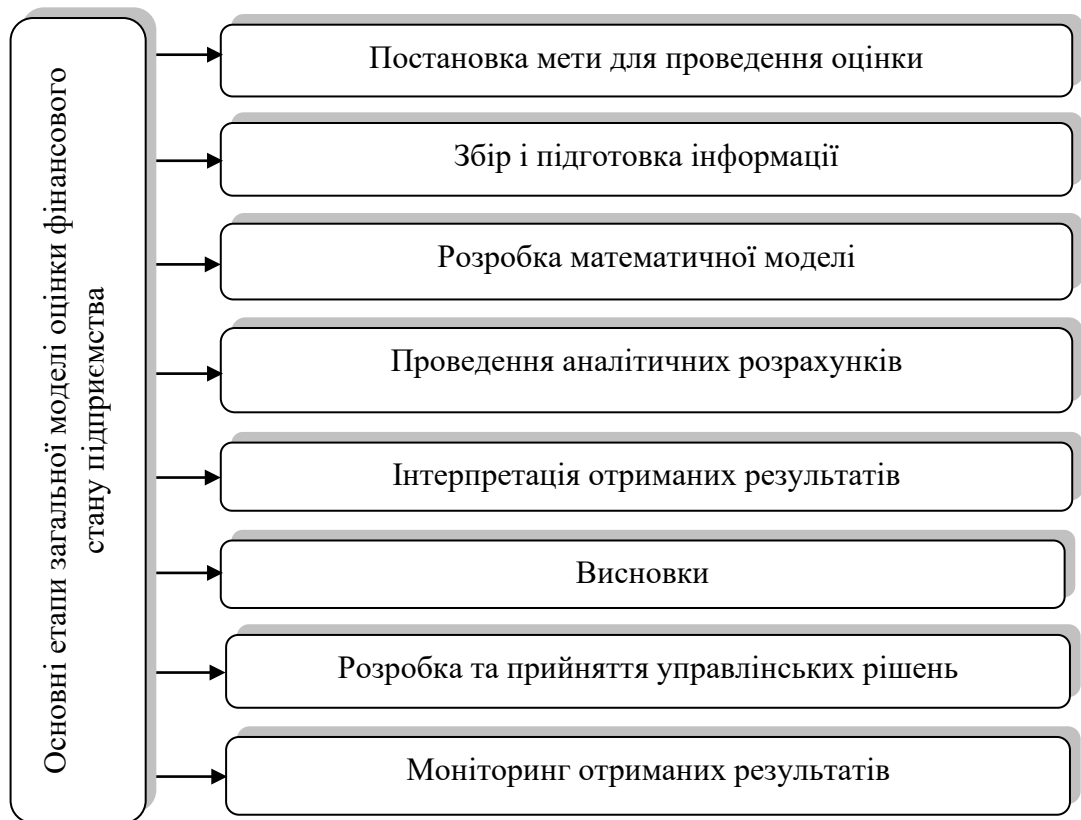 Основні етапи загальної моделі оцінки фінансового
стану підприємства
Постановка мети для проведення оцінки
Збір і підготовка інформації
Розробка математичної моделі
Проведення аналітичних розрахунків
Інтерпретація отриманих результатів
Висновки
Розробка та прийняття управлінських рішень
Моніторинг отриманих результатів